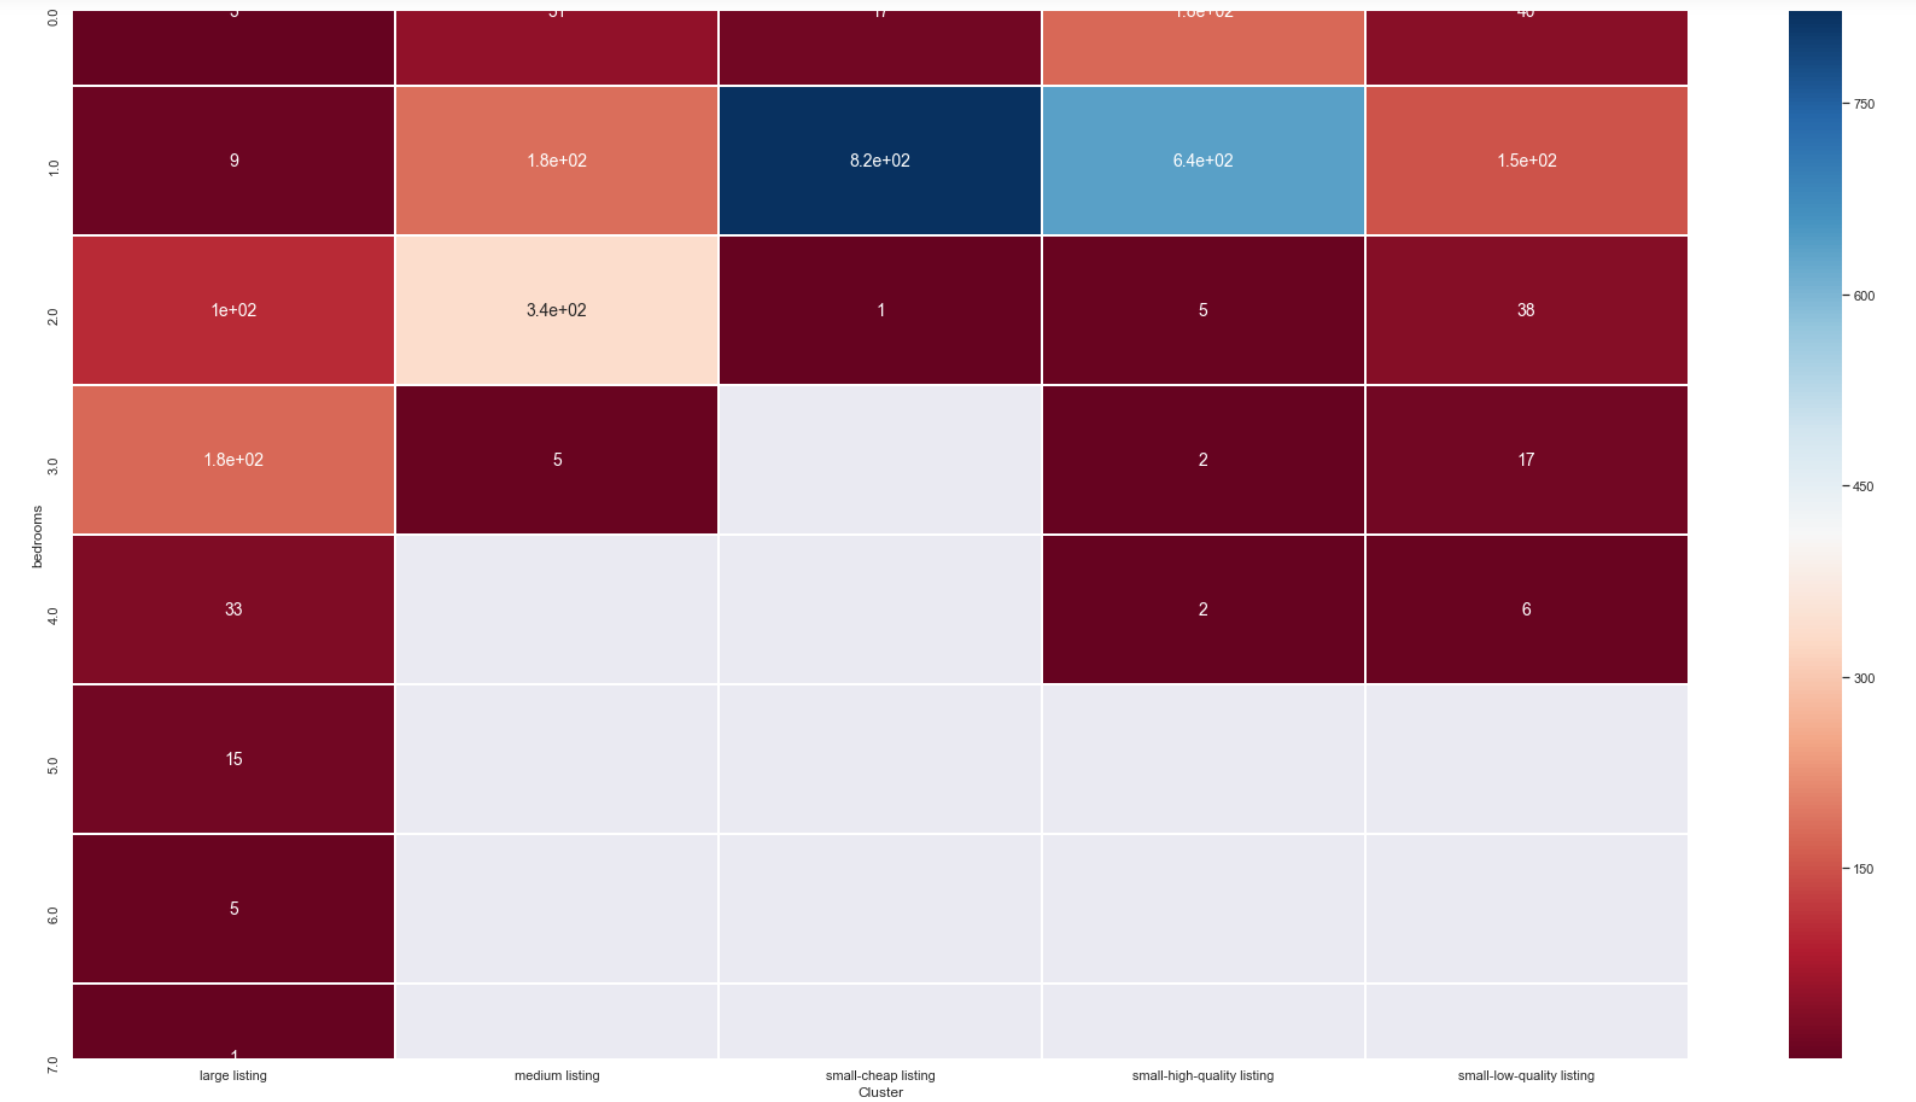 0.0
1.0 9 1.8e+02 8.2e+02 6.4e+02 1.5e+02
2.0 1e+02 3.4e+02 1 5 38
3.0 1.8e+02 5 2 17
bedrooms
4.0 33 2 6
5.0 15
6.0 5
7.0 1
large listing medium listing small-cheap listing small-high-quality listing small-low-quality listing
Cluster
750
600
450
300
150